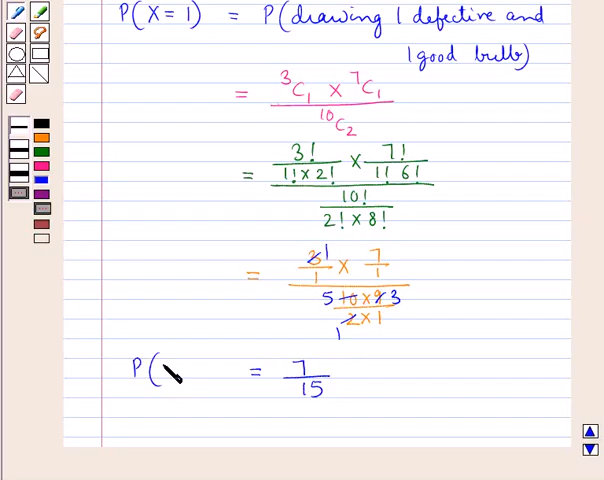 P(X=1) = P(drawing 1 defective and
1 good bulb)
= (³C₁ × ⁷C₁) / ¹⁰C₂
= (3!/(1!×2!) × 7!/(1! 6!)) / (10!/(2!×8!))
= (3 1/1 × 7/1) / (5 10×9 3/(2×1)) 1
P( = 7/15